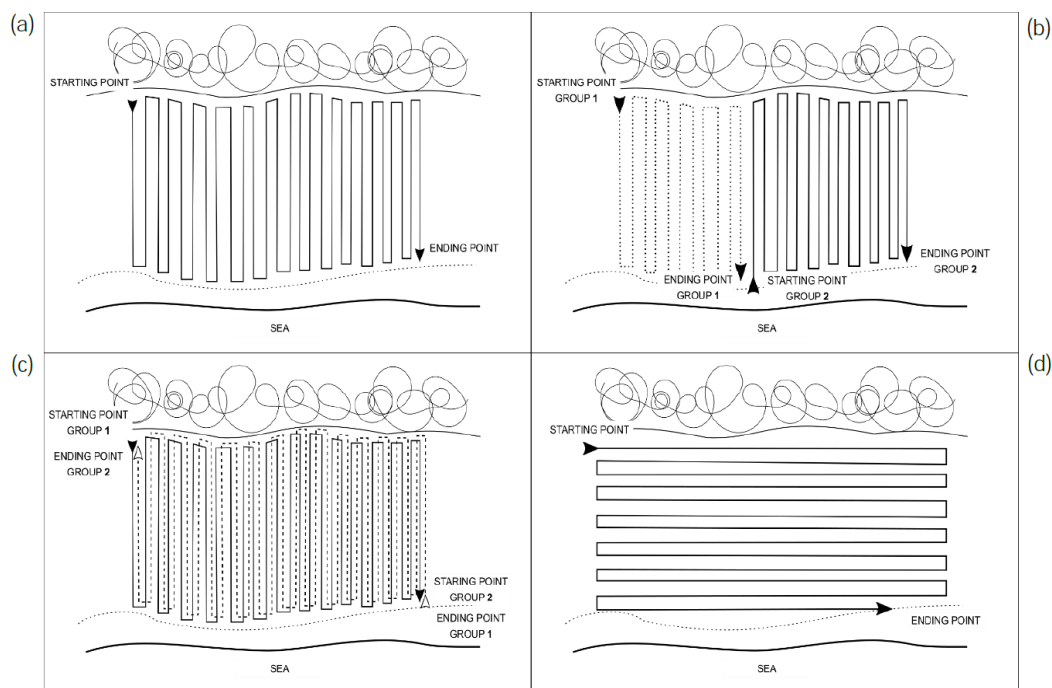 (a)
STARTING POINT
ENDING POINT
SEA
(b)
STARTING POINT
GROUP 1
ENDING POINT
GROUP 1
STARTING POINT
GROUP 2
ENDING POINT
GROUP 2
SEA
(c)
STARTING POINT
GROUP 1
ENDING POINT
GROUP 2
STARING POINT
GROUP 2
ENDING POINT
GROUP 1
SEA
(d)
STARTING POINT
ENDING POINT
SEA